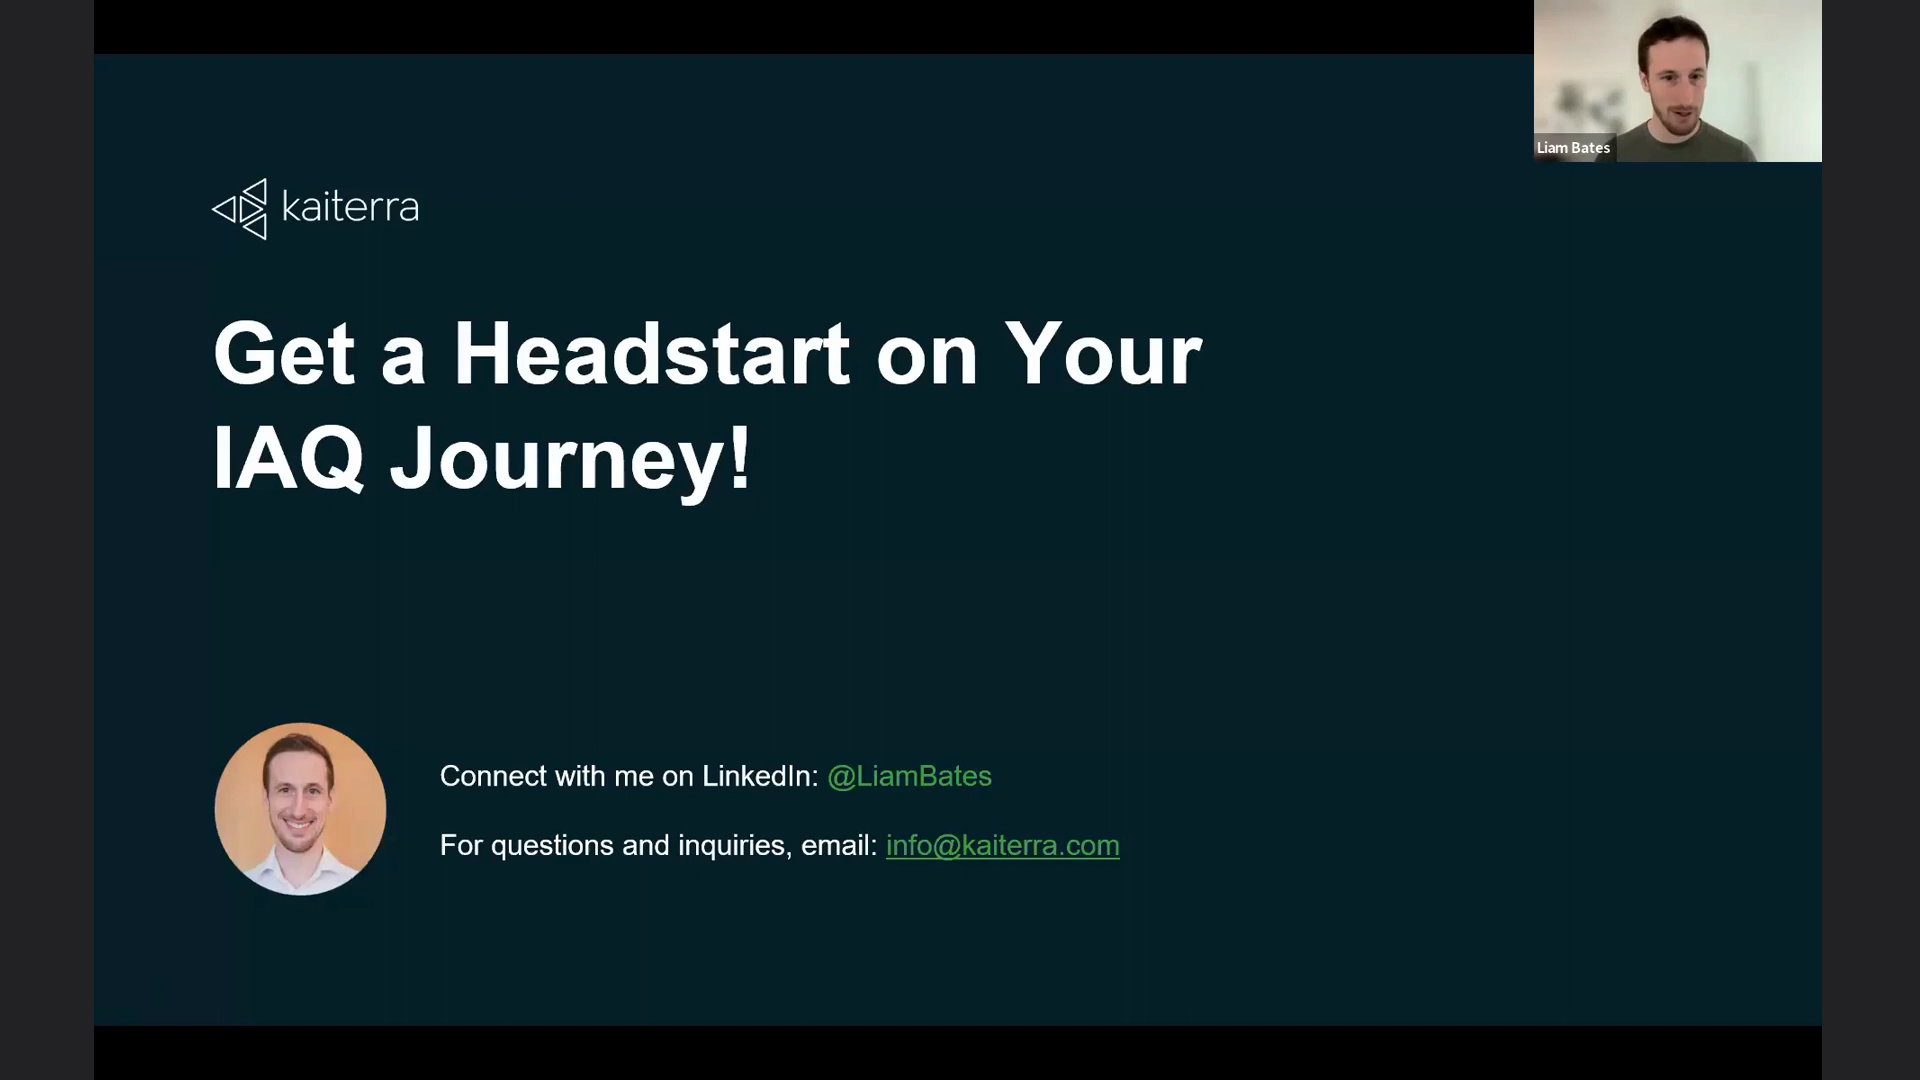 Liam Bates
kaiterra
Get a Headstart on Your
IAQ Journey!
Connect with me on LinkedIn: @LiamBates
For questions and inquiries, email: info@kaiterra.com